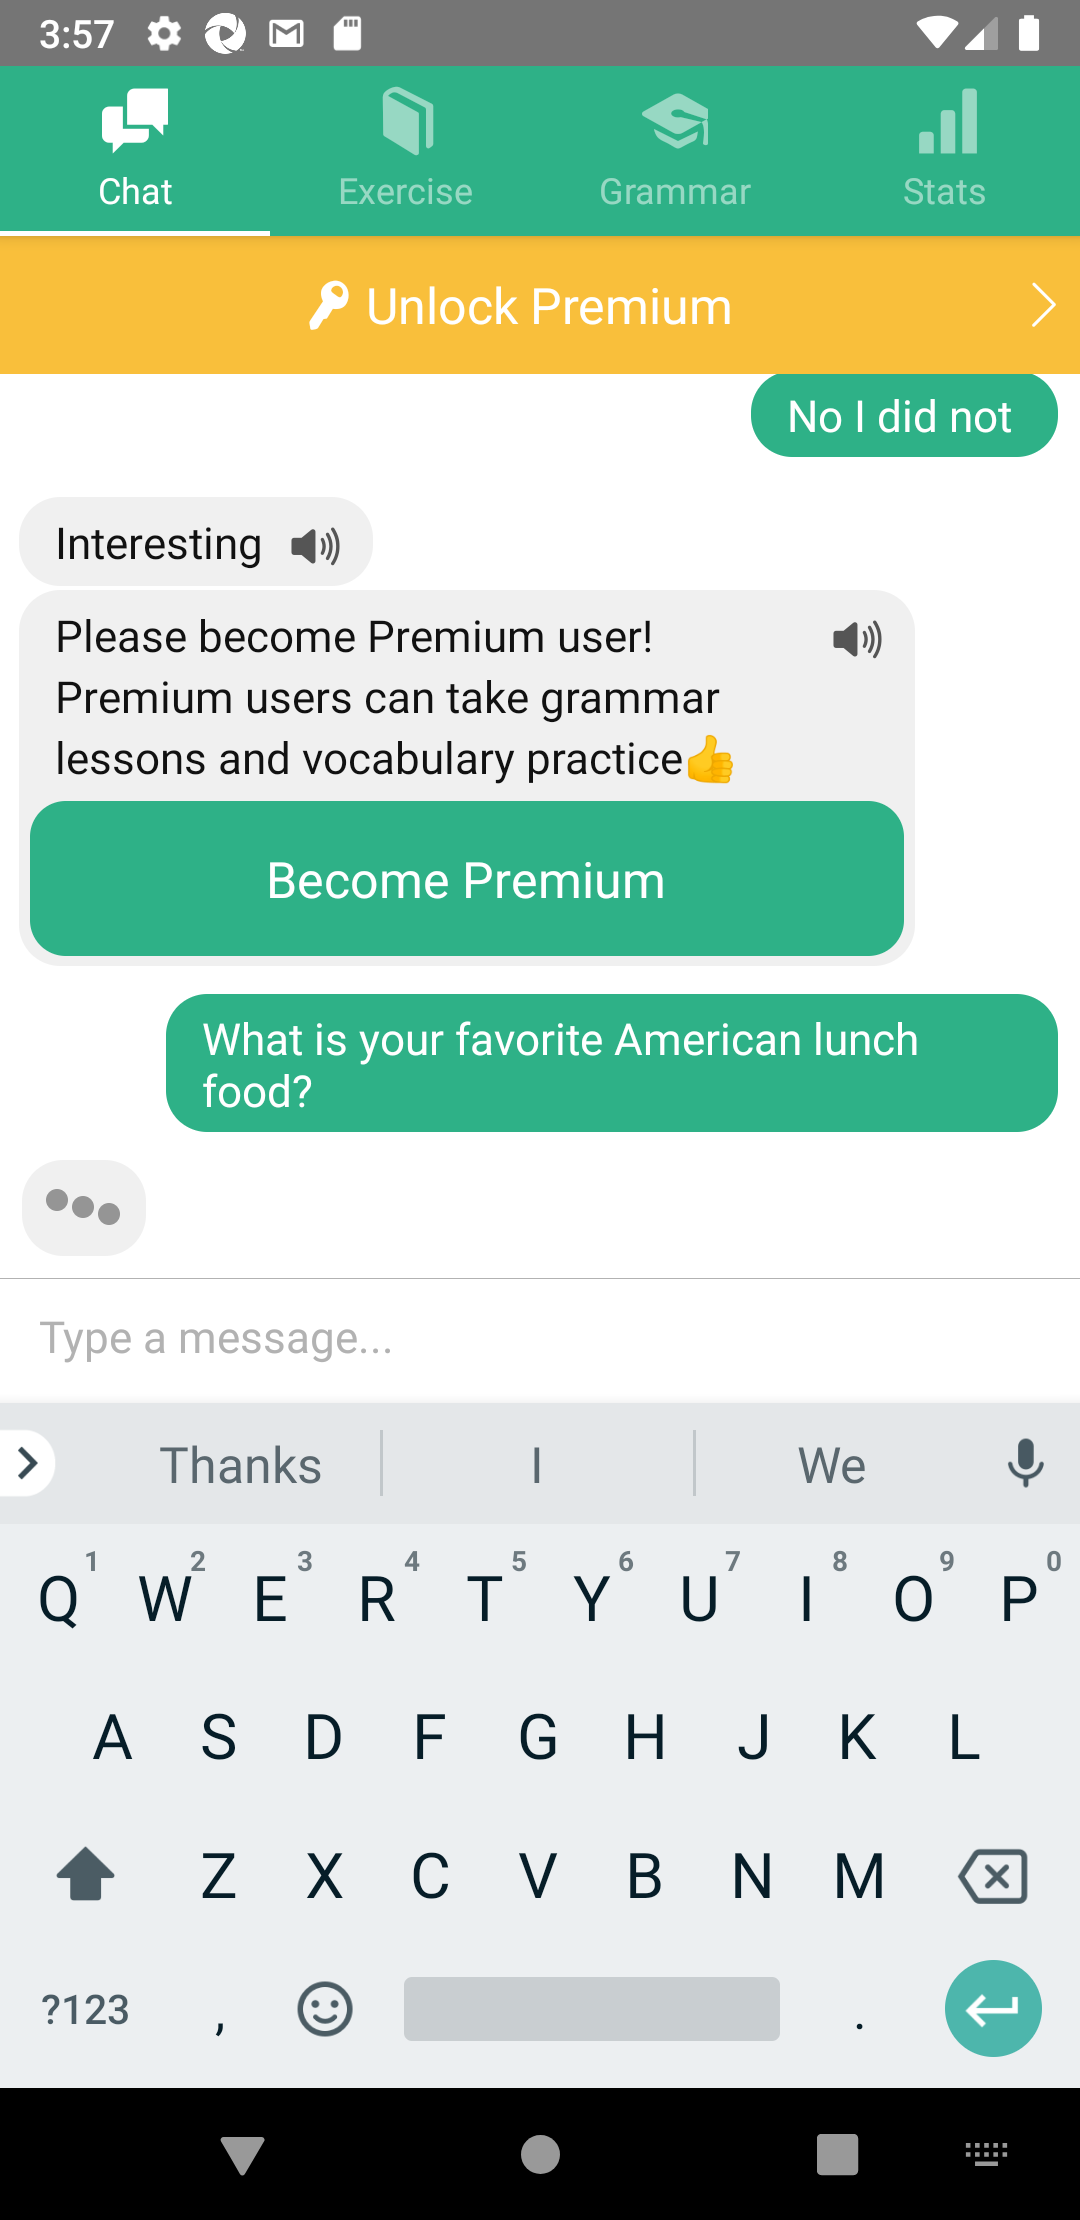 3:57
Chat
Exercise
Grammar
Stats
Unlock Premium
No I did not
Interesting
Please become Premium user!
Premium users can take grammar
lessons and vocabulary practice👍
Become Premium
What is your favorite American lunch
food?
Type a message...
Thanks
I
We
1 2 3 4 5 6 7 8 9 0
Q W E R T Y U I O P
A S D F G H J K L
Z X C V B N M
?123 , .